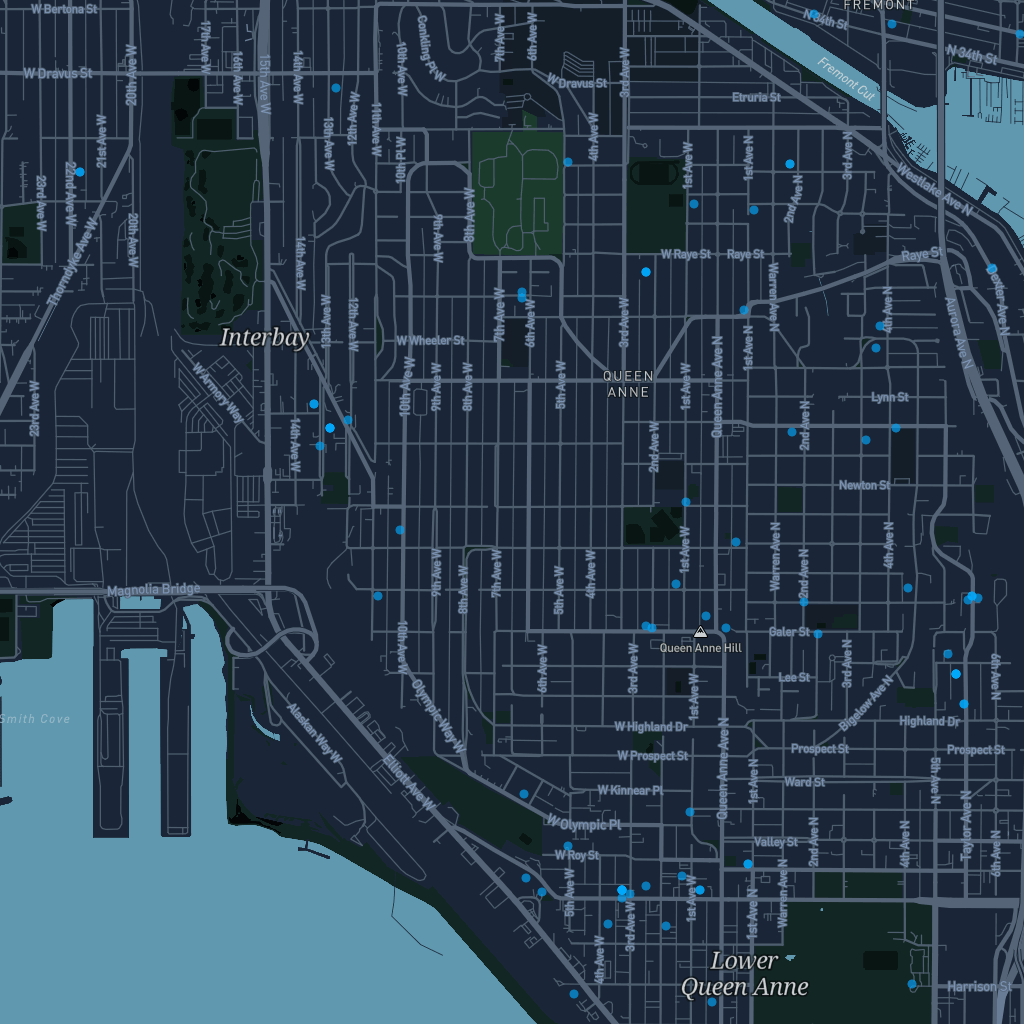 W Bertona St
FREMONT
N 34th St
17th Ave W
Conkling Pl W
7th Ave W
6th Ave W
N 34th St
W Dravus St
20th Ave W
16th Ave W
15th Ave W
14th Ave W
10th Ave W
3rd Ave W
W Dravus St
Fremont Cut
Etruria St
12th Ave W
11th Ave W
13th Ave W
4th Ave W
21st Ave W
10th Pl W
1st Ave W
1st Ave N
3rd Ave N
22nd Ave W
23rd Ave W
8th Ave W
2nd Ave N
Westlake Ave N
20th Ave W
9th Ave W
Thorndyke Ave W
14th Ave W
W Raye St
Raye St
Raye St
Warren Ave N
Dexter Ave N
13th Ave W
12th Ave W
7th Ave W
6th Ave W
3rd Ave W
4th Ave N
Interbay
W Wheeler St
1st Ave N
Aurora Ave N
QUEEN
ANNE
W Armory Way
10th Ave W
9th Ave W
8th Ave W
5th Ave W
1st Ave W
Queen Anne Ave N
23rd Ave W
Lynn St
14th Ave W
2nd Ave W
2nd Ave N
Newton St
1st Ave W
Warren Ave N
4th Ave N
9th Ave W
8th Ave W
7th Ave W
5th Ave W
4th Ave W
2nd Ave N
Magnolia Bridge
10th Ave W
Galer St
Queen Anne Hill
6th Ave W
3rd Ave W
3rd Ave N
Lee St
6th Ave N
1st Ave W
Bigelow Ave N
Smith Cove
Olympic Way W
Alaskan Way W
W Highland Dr
Highland Dr
W Prospect St
Prospect St
Prospect St
Queen Anne Ave N
Elliott Ave W
1st Ave N
Ward St
5th Ave N
W Kinnear Pl
W Olympic Pl
Valley St
2nd Ave N
4th Ave N
Taylor Ave N
6th Ave N
W Roy St
5th Ave W
1st Ave W
Warren Ave N
3rd Ave W
1st Ave N
4th Ave W
Lower
Queen Anne
Harrison St